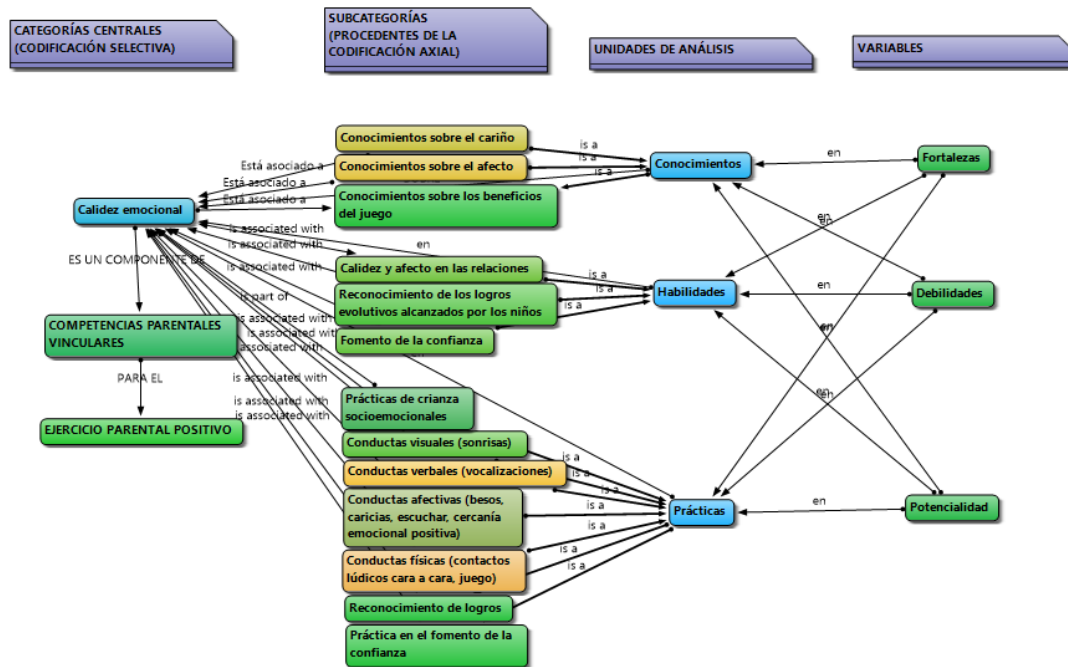 CATEGORÍAS CENTRALES
(CODIFICACIÓN SELECTIVA)
SUBCATEGORÍAS
(PROCEDENTES DE LA
CODIFICACIÓN AXIAL)
UNIDADES DE ANÁLISIS
VARIABLES
Conocimientos sobre el cariño
Conocimientos sobre el afecto
Conocimientos sobre los beneficios
del juego
Calidez emocional
Está asociado a
Está asociado a
Está asociado a
is a
is a
is a
Conocimientos
en
Fortalezas
is associated with
is associated with
is associated with
en
ES UN COMPONENTE DE
is part of
is associated with
is associated with
associated with
en
is associated with
is associated with
is associated with
Calidez y afecto en las relaciones
Reconocimiento de los logros
evolutivos alcanzados por los niños
Fomento de la confianza
is a
is a
is a
Habilidades
en
en
Debilidades
COMPETENCIAS PARENTALES
VINCULARES
PARA EL
EJERCICIO PARENTAL POSITIVO
Prácticas de crianza
socioemocionales
Conductas visuales (sonrisas)
Conductas verbales (vocalizaciones)
Conductas afectivas (besos,
caricias, escuchar, cercanía
emocional positiva)
Conductas físicas (contactos
lúdicos cara a cara, juego)
Reconocimiento de logros
Práctica en el fomento de la
confianza
is a
is a
is a
is a
is a
is a
Prácticas
en
en
en
Potencialidad